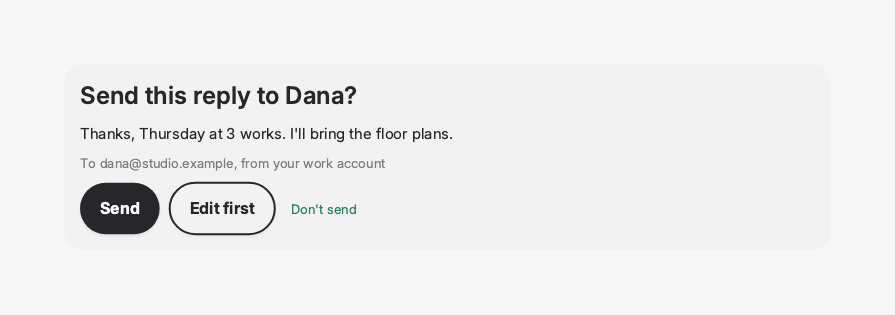 Send this reply to Dana?
Thanks, Thursday at 3 works. I'll bring the floor plans.
To dana@studio.example, from your work account
Send Edit first Don't send